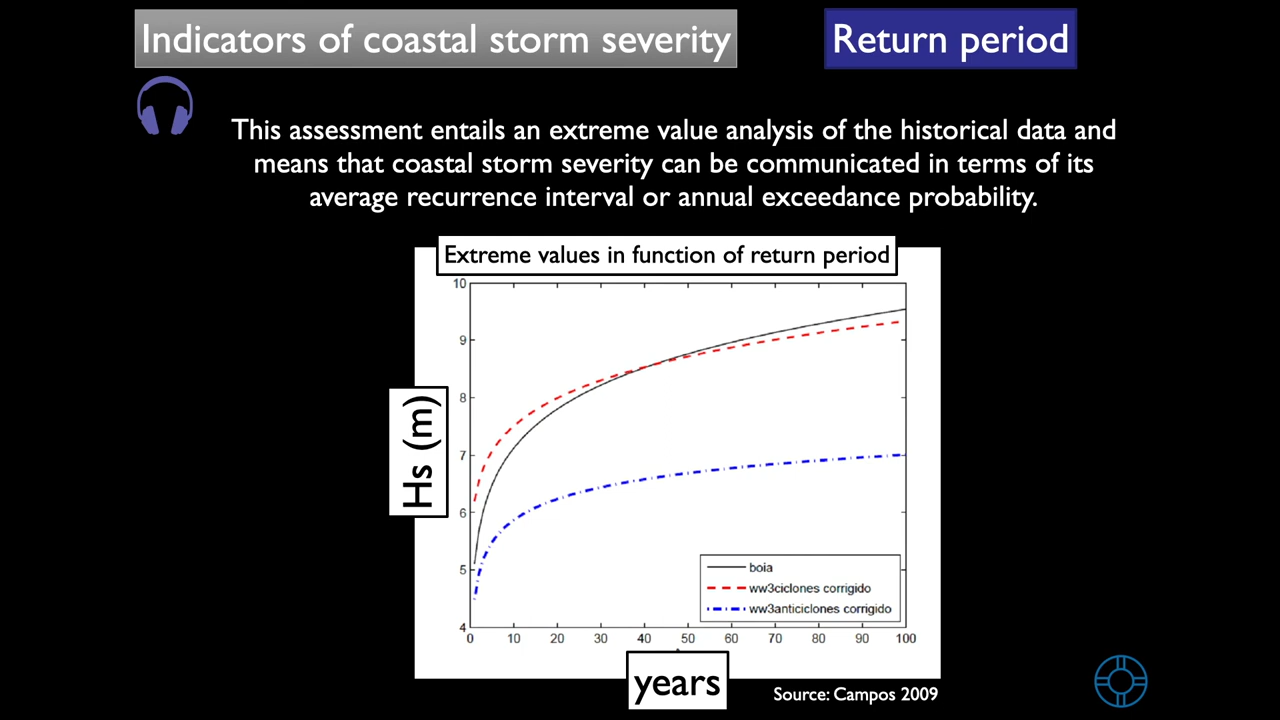 Indicators of coastal storm severity
Return period
This assessment entails an extreme value analysis of the historical data and
means that coastal storm severity can be communicated in terms of its
average recurrence interval or annual exceedance probability.
Extreme values in function of return period
10
9
8
7
6
5
4
Hs (m)
boia
ww3ciclones corrigido
ww3anticiclones corrigido
0 10 20 30 40 50 60 70 80 90 100
years
Source: Campos 2009